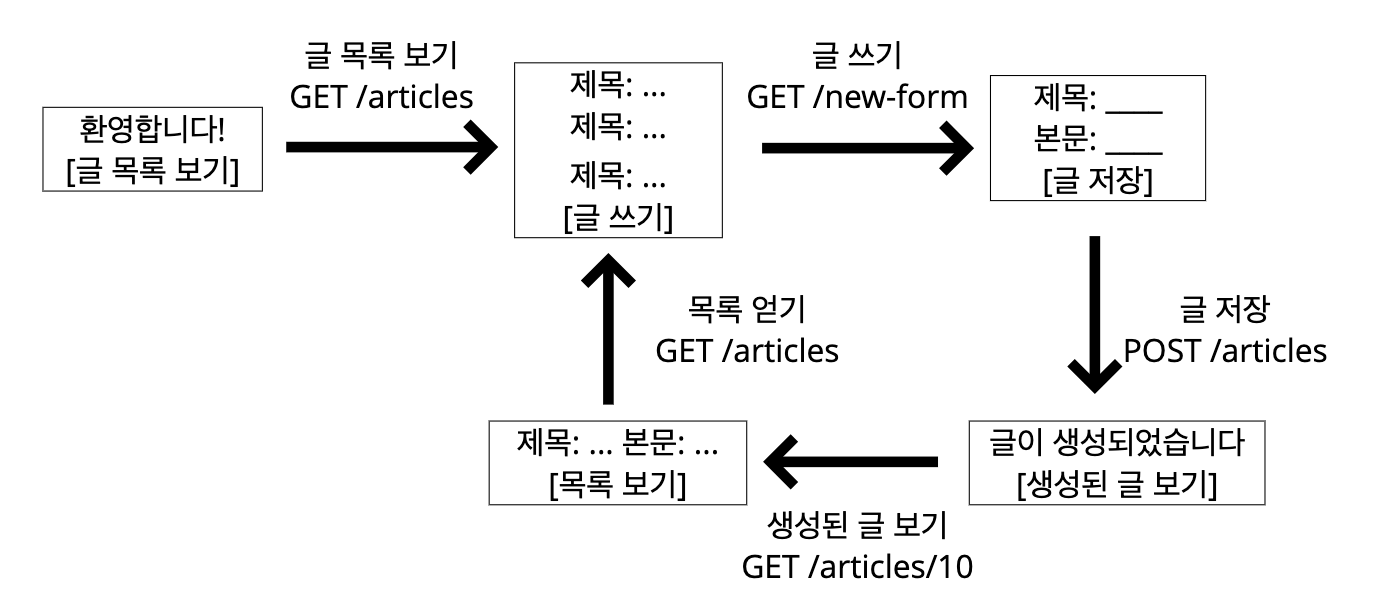 환영합니다!
[글 목록 보기]
글 목록 보기
GET /articles
제목: ...
제목: ...
제목: ...
[글 쓰기]
글 쓰기
GET /new-form
제목: ____
본문: ____
[글 저장]
글 저장
POST /articles
글이 생성되었습니다
[생성된 글 보기]
생성된 글 보기
GET /articles/10
제목: ... 본문: ...
[목록 보기]
목록 얻기
GET /articles